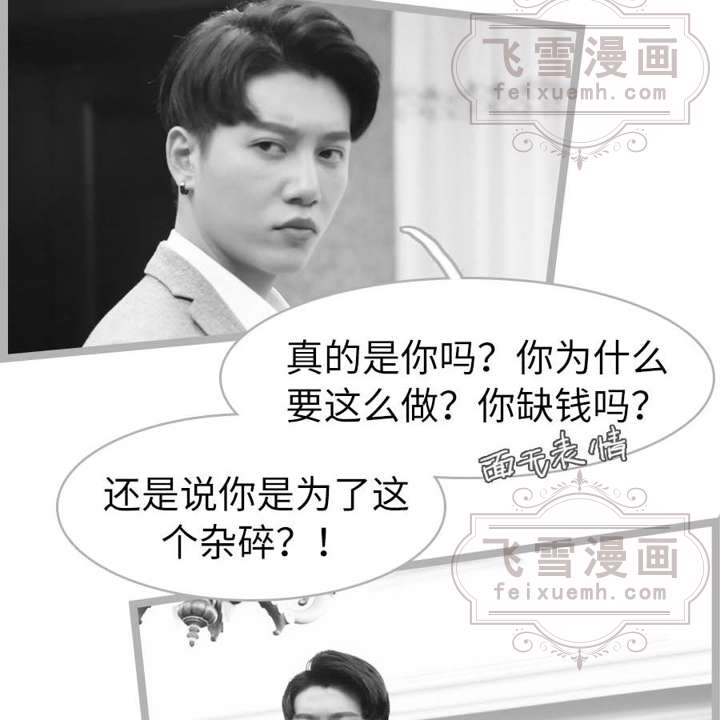 飞雪漫画
feixuemh.com
真的是你吗？你为什么
要这么做？你缺钱吗？
面无表情
还是说你是为了这
个杂碎？！
飞雪漫画
feixuemh.com